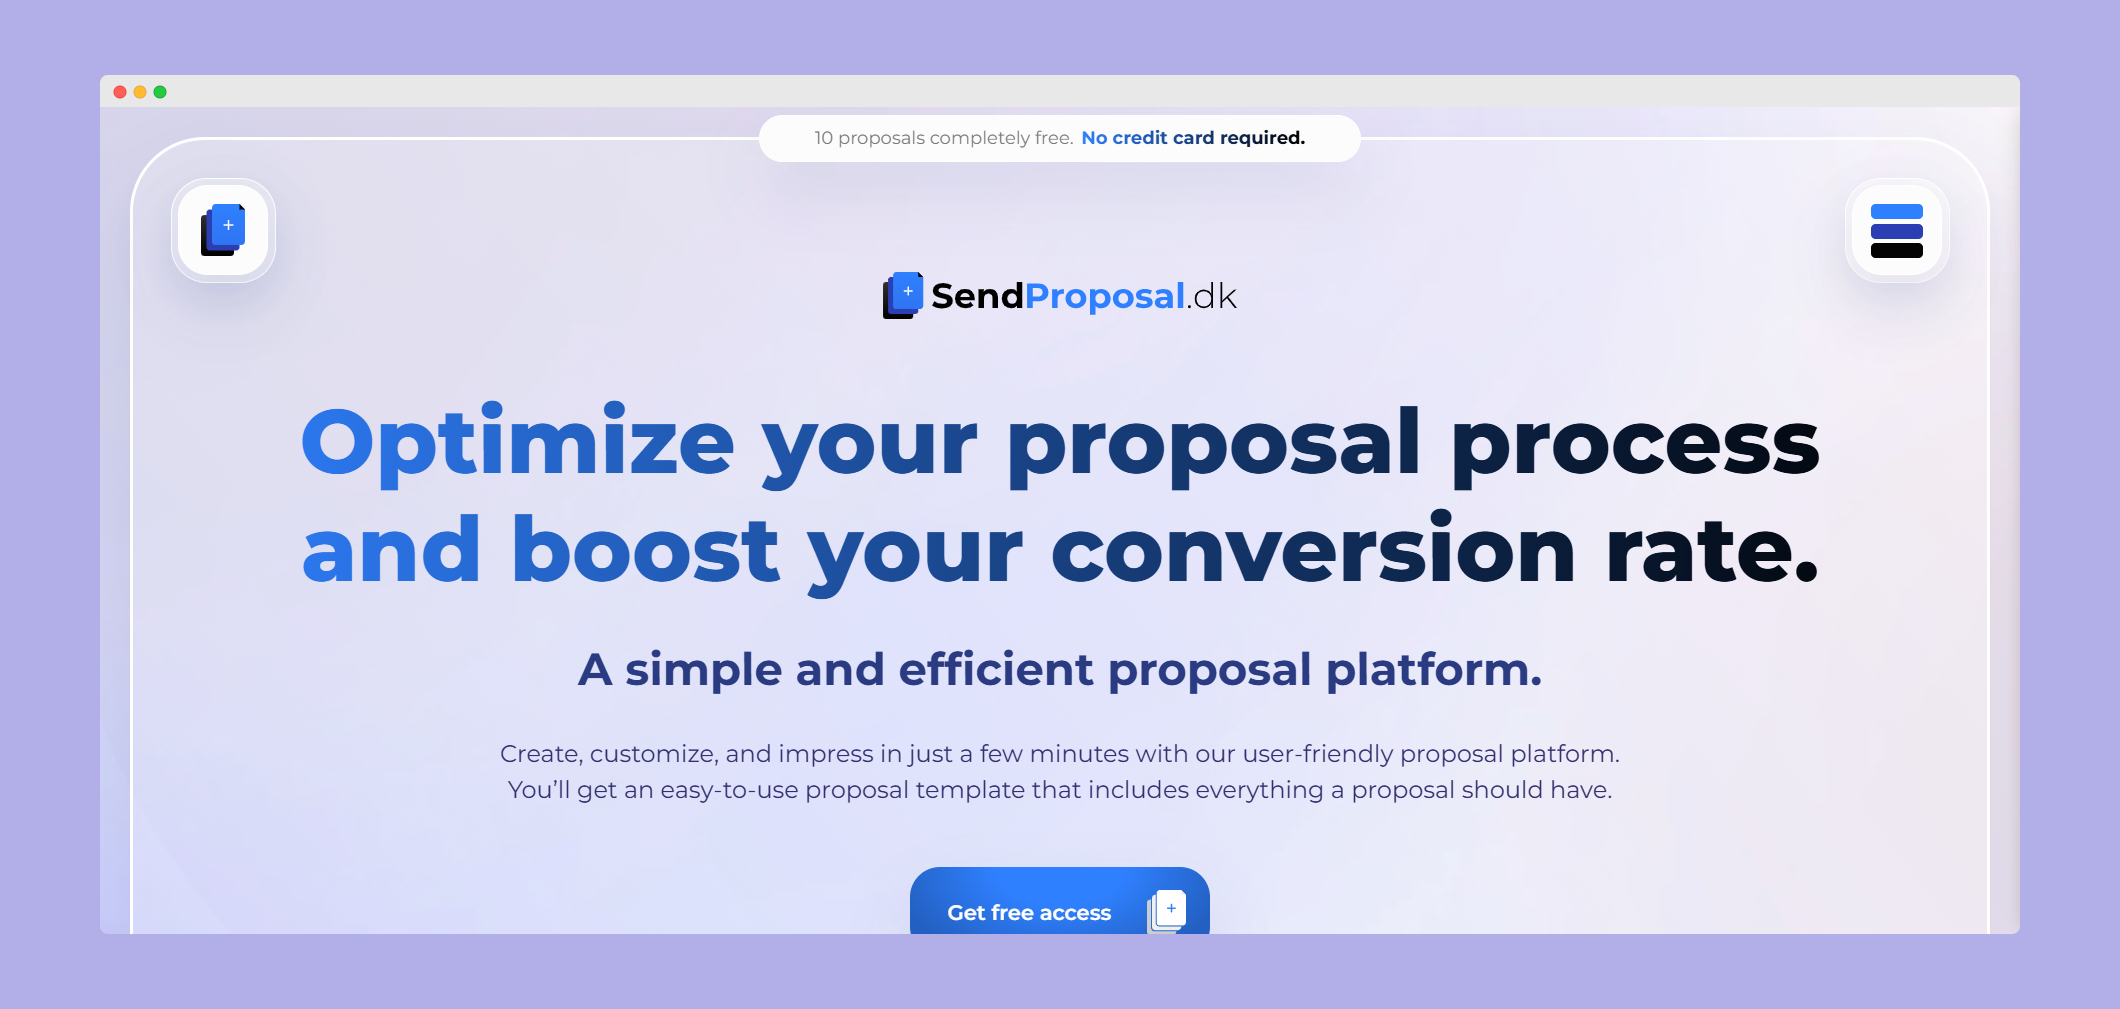 10 proposals completely free. No credit card required.
SendProposal.dk
Optimize your proposal process
and boost your conversion rate.
A simple and efficient proposal platform.
Create, customize, and impress in just a few minutes with our user-friendly proposal platform.
You’ll get an easy-to-use proposal template that includes everything a proposal should have.
Get free access